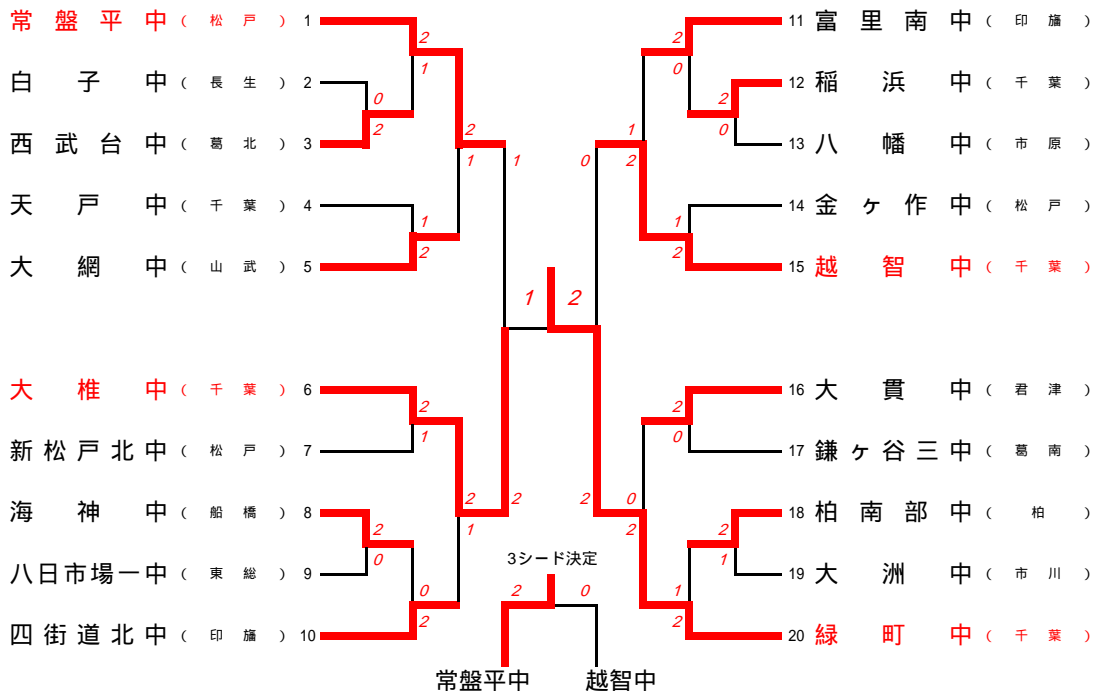 常盤平中（松戸） 1
2
1
白子中（長生） 2
0
2
西武台中（葛北） 3
2
1
1
天戸中（千葉） 4
1
2
大網中（山武） 5
大椎中（千葉） 6
2
1
新松戸北中（松戸） 7
海神中（船橋） 8
2
1
2
2
0
八日市場一中（東総） 9
0
2
四街道北中（印旛） 10
1 2
11 富里南中（印旛）
2
0
12 稲浜中（千葉）
2
0
13 八幡中（市原）
1
2
0
14 金ヶ作中（松戸）
1
2
15 越智中（千葉）
16 大貫中（君津）
2
0
17 鎌ヶ谷三中（葛南）
2
0
2
18 柏南部中（柏）
2
1
19 大洲中（市川）
1
2
20 緑町中（千葉）
3シード決定
2 0
常盤平中 越智中